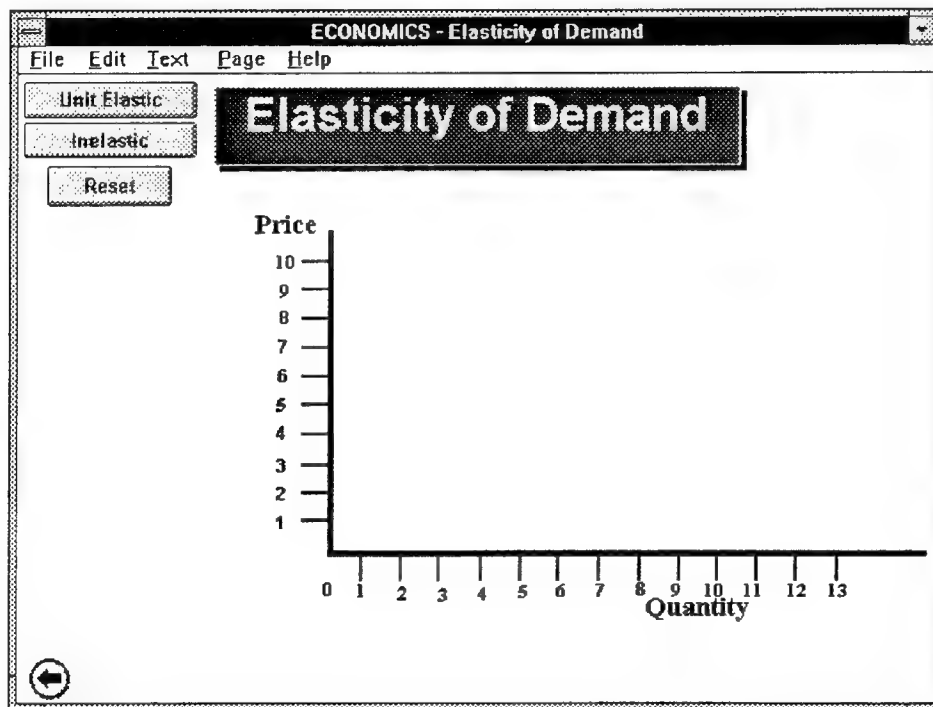 ECONOMICS - Elasticity of Demand
File Edit Text Page Help
Unit Elastic
Inelastic
Reset
Elasticity of Demand
Price
10
9
8
7
6
5
4
3
2
1
0 1 2 3 4 5 6 7 8 9 10 11 12 13
Quantity